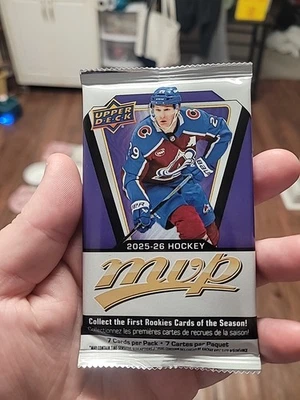 UPPER
DECK
29
29
A
2025-26 HOCKEY
mvp
Collect the First Rookies Cards of the Season!
Collectionnez les premières cartes de recrues de la saison!
7 Cards per Pack • 7 Cartes par Paquet